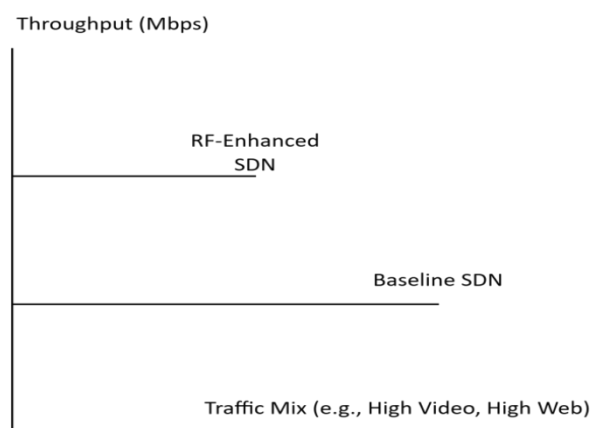 Throughput (Mbps)
RF-Enhanced
SDN
Baseline SDN
Traffic Mix (e.g., High Video, High Web)